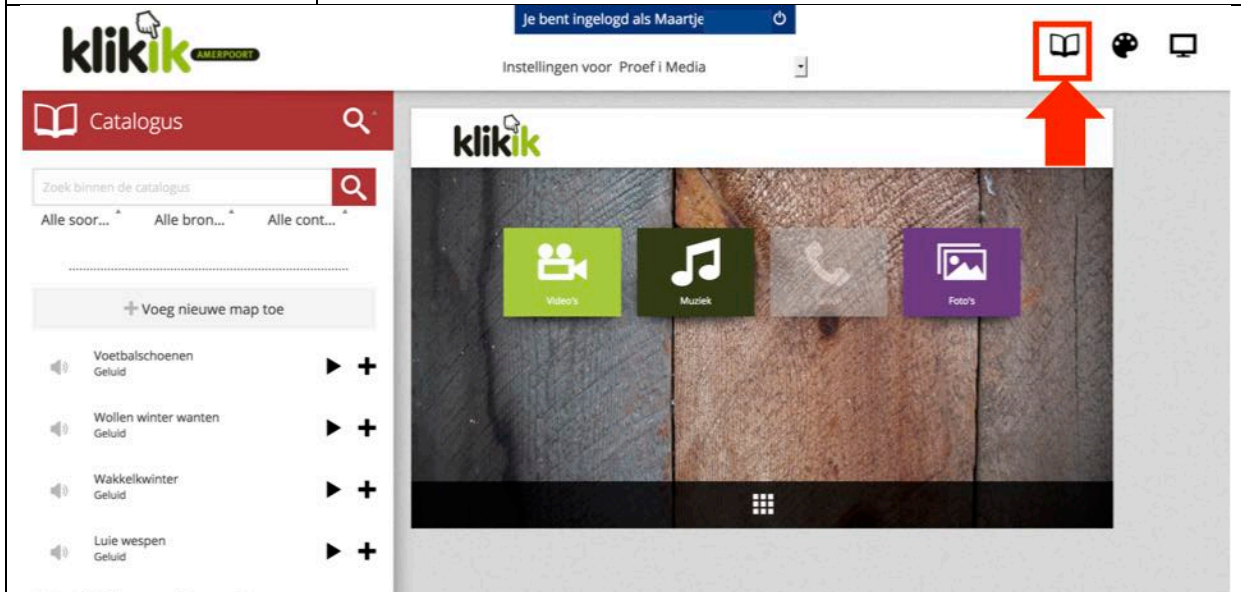 Je bent ingelogd als Maartje
klikik
AMERPOORT
Instellingen voor Proef i Media
Catalogus
klikik
Zoek binnen de catalogus
Alle soor... Alle bron... Alle cont...
Video's
Muziek
Foto's
Voeg nieuwe map toe
Voetbalschoenen
Geluid
Wollen winter wanten
Geluid
Wakkelkwinter
Geluid
Luie wespen
Geluid